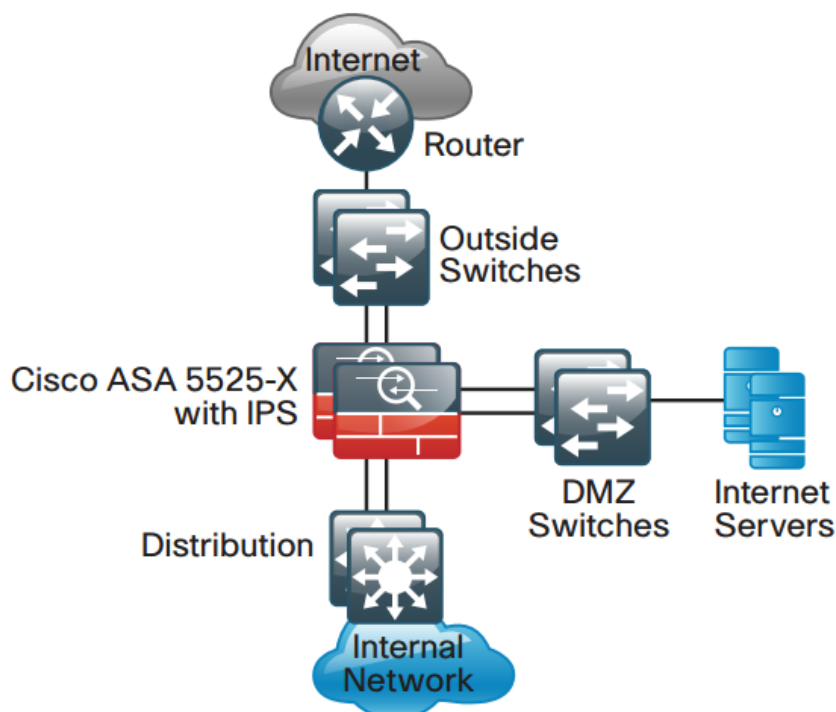 Internet
Router
Outside
Switches
Cisco ASA 5525-X
with IPS
DMZ
Switches
Internet
Servers
Distribution
Internal
Network